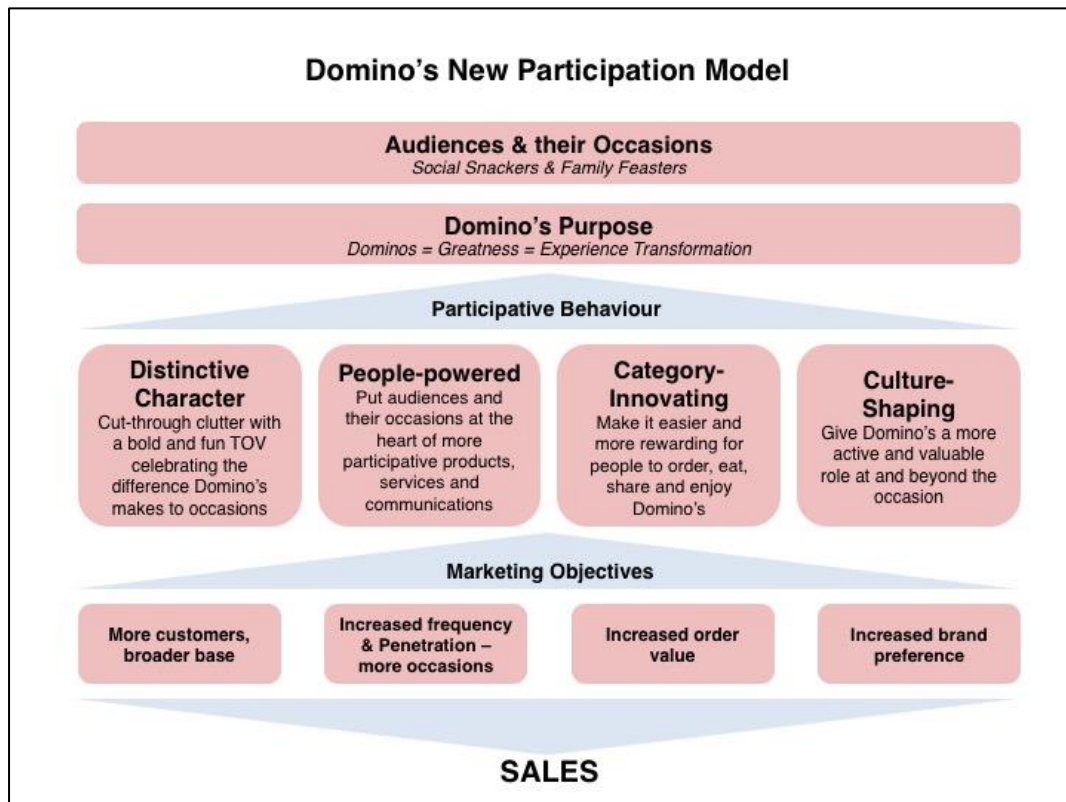 Domino's New Participation Model
Audiences & their Occasions
Social Snackers & Family Feasters
Domino's Purpose
Dominos = Greatness = Experience Transformation
Participative Behaviour
Distinctive
Character
Cut-through clutter with
a bold and fun TOV
celebrating the
difference Domino's
makes to occasions
People-powered
Put audiences and
their occasions at the
heart of more
participative products,
services and
communications
Category-
Innovating
Make it easier and
more rewarding for
people to order, eat,
share and enjoy
Domino's
Culture-
Shaping
Give Domino's a more
active and valuable
role at and beyond the
occasion
Marketing Objectives
More customers,
broader base
Increased frequency
& Penetration –
more occasions
Increased order
value
Increased brand
preference
SALES